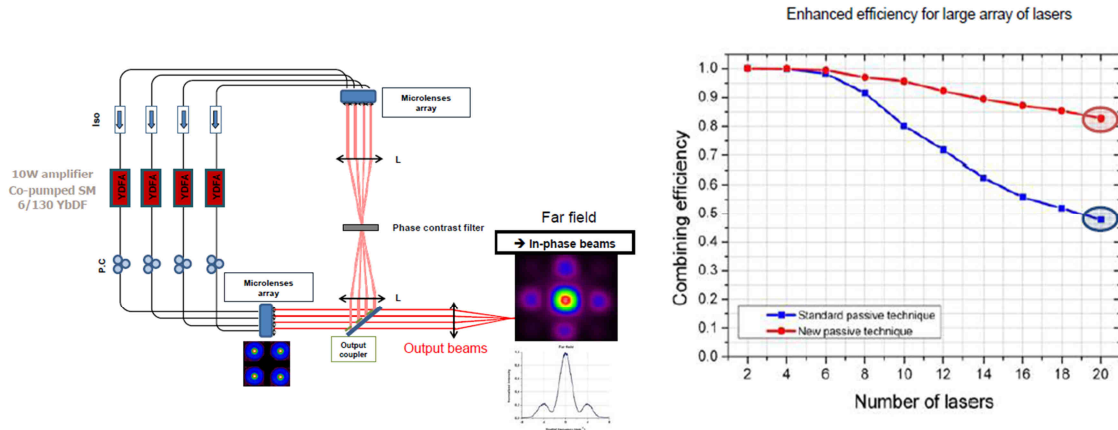 Enhanced efficiency for large array of lasers
Iso
10W amplifier
Co-pumped SM
6/130 YbDF
YDFA
YDFA
YDFA
YDFA
P.C
Microlenses
array
L
Phase contrast filter
Microlenses
array
L
Output
coupler
Output beams
Far field
➔ In-phase beams
Far field
Combining efficiency
1.0
0.9
0.8
0.7
0.6
0.5
0.4
0.3
0.2
0.1
0.0
Standard passive technique
New passive technique
2 4 6 8 10 12 14 16 18 20
Number of lasers